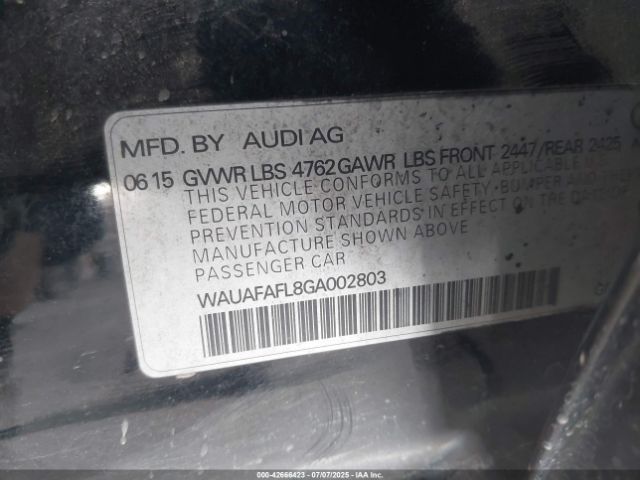 MFD. BY AUDI AG
06 15 GVWR LBS 4762 GAWR LBS FRONT 2447/REAR 2425
THIS VEHICLE CONFORMS TO ALL APPLICABLE
FEDERAL MOTOR VEHICLE SAFETY-BUMPER AND
PREVENTION STANDARDS IN EFFECT ON THE DATE OF
MANUFACTURE SHOWN ABOVE
PASSENGER CAR
WAUAFAFL8GA002803
000-42666423 | 07/07/2025 - IAA Inc.